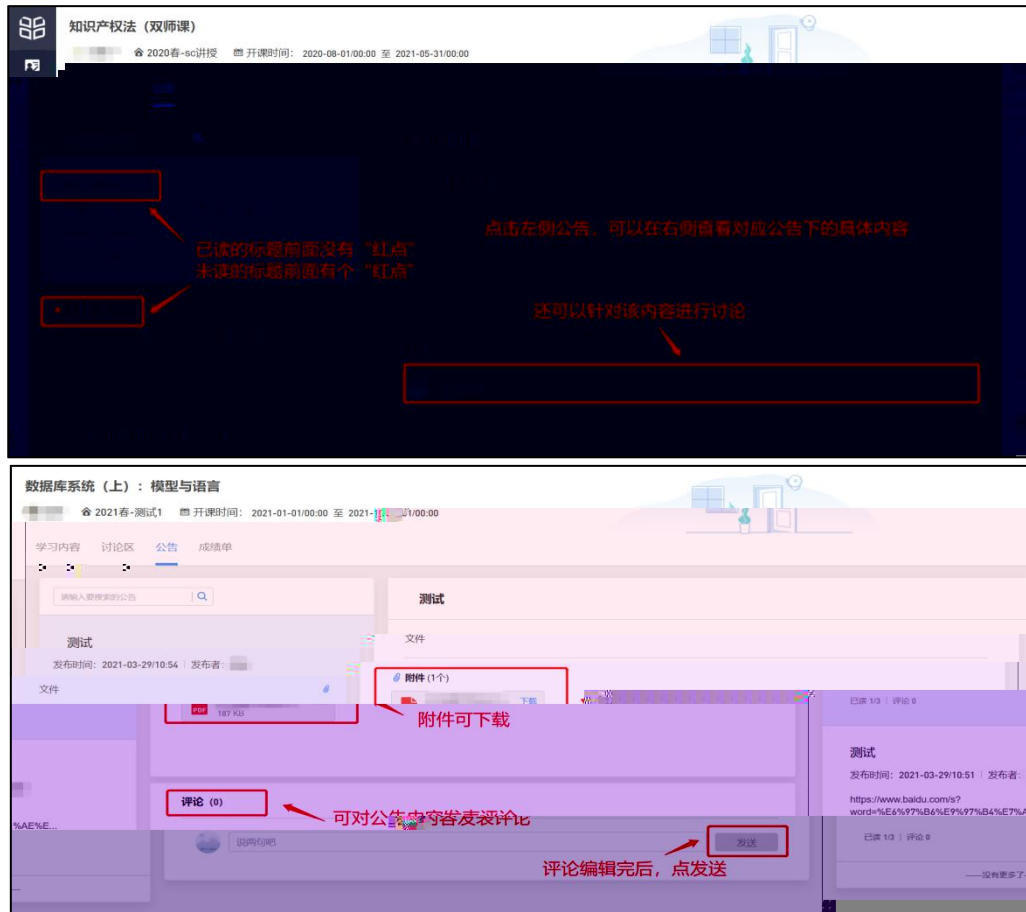 知识产权法（双师课）
2020春-sc讲授 开课时间： 2020-08-01/00:00 至 2021-05-31/00:00
点击左侧公告，可以在右侧查看对应公告下的具体内容
已读的标题前面没有“红点”
未读的标题前面有个“红点”
还可以针对该内容进行讨论
数据库系统（上）：模型与语言
2021春-测试1 开课时间： 2021-01-01/00:00 至 2021- /00:00
学习内容 讨论区 公告 成绩单
请输入要搜索的公告
测试
测试
文件
发布时间：2021-03-29/10:54 发布者：
附件 (1个)
文件
下载
PDF 187 KB
附件可下载
已读 1/3 评论 0
测试
发布时间：2021-03-29/10:51 发布者：
https://www.baidu.com/s?
word=%E6%97%B6%E9%97%B4%E7%A
评论 (0)
可对公告内容发表评论
%AE%E...
说两句吧
发送
已读 1/3 评论 0
评论编辑完后，点发送
——没有更多了